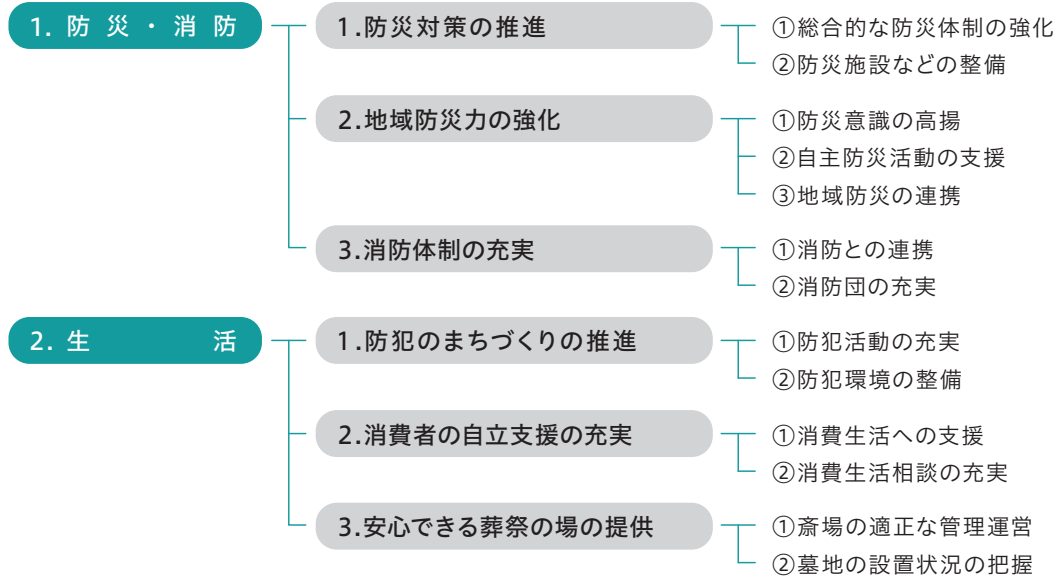 1. 防災・消防
1.防災対策の推進
①総合的な防災体制の強化
②防災施設などの整備
2.地域防災力の強化
①防災意識の高揚
②自主防災活動の支援
③地域防災の連携
3.消防体制の充実
①消防との連携
②消防団の充実
2. 生活
1.防犯のまちづくりの推進
①防犯活動の充実
②防犯環境の整備
2.消費者の自立支援の充実
①消費生活への支援
②消費生活相談の充実
3.安心できる葬祭の場の提供
①斎場の適正な管理運営
②墓地の設置状況の把握